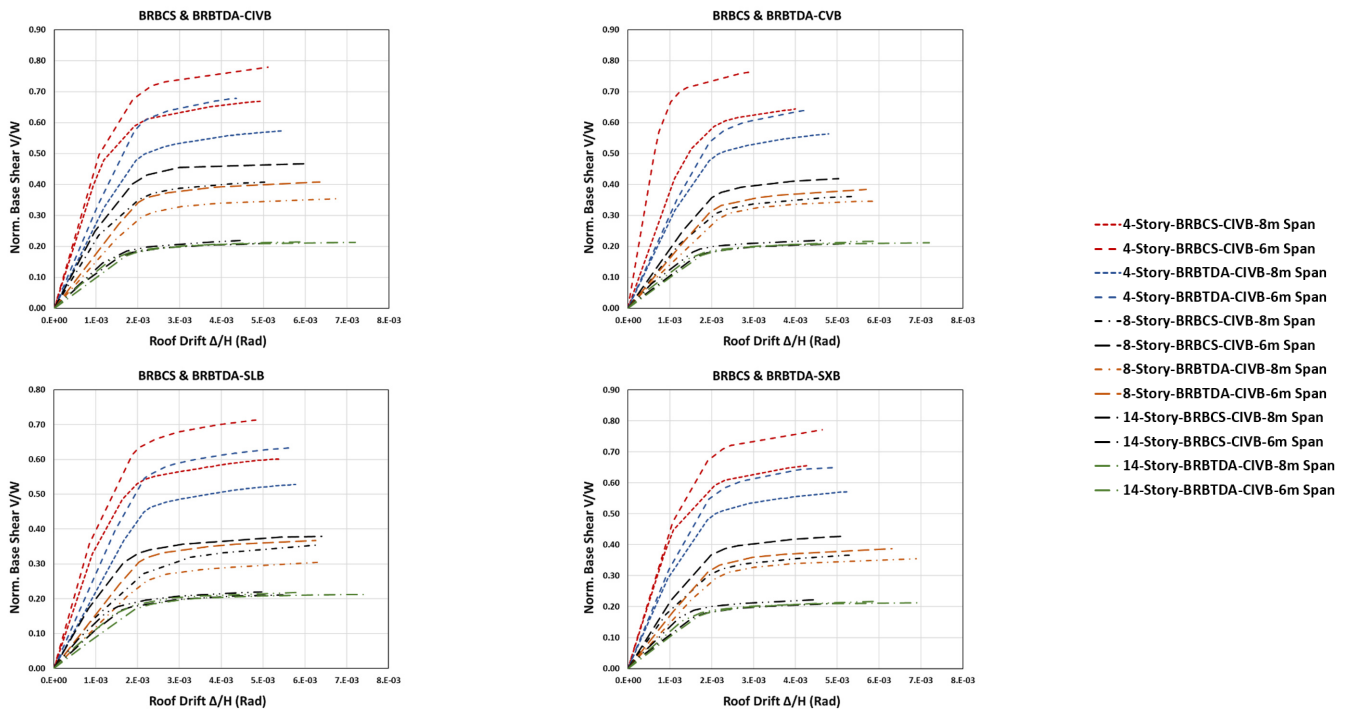 BRBCS & BRBTDA-CIVB
Norm. Base Shear V/W
0.90
0.80
0.70
0.60
0.50
0.40
0.30
0.20
0.10
0.00
0.E+00 1.E-03 2.E-03 3.E-03 4.E-03 5.E-03 6.E-03 7.E-03 8.E-03
Roof Drift Δ/H (Rad)
BRBCS & BRBTDA-CVB
Norm. Base Shear V/W
0.90
0.80
0.70
0.60
0.50
0.40
0.30
0.20
0.10
0.00
0.E+00 1.E-03 2.E-03 3.E-03 4.E-03 5.E-03 6.E-03 7.E-03 8.E-03
Roof Drift Δ/H (Rad)
BRBCS & BRBTDA-SLB
Norm. Base Shear V/W
0.80
0.70
0.60
0.50
0.40
0.30
0.20
0.10
0.00
0.E+00 1.E-03 2.E-03 3.E-03 4.E-03 5.E-03 6.E-03 7.E-03 8.E-03
Roof Drift Δ/H (Rad)
BRBCS & BRBTDA-SXB
Norm. Base Shear V/W
0.90
0.80
0.70
0.60
0.50
0.40
0.30
0.20
0.10
0.00
0.E+00 1.E-03 2.E-03 3.E-03 4.E-03 5.E-03 6.E-03 7.E-03 8.E-03
Roof Drift Δ/H (Rad)
4-Story-BRBCS-CIVB-8m Span
4-Story-BRBCS-CIVB-6m Span
4-Story-BRBTDA-CIVB-8m Span
4-Story-BRBTDA-CIVB-6m Span
8-Story-BRBCS-CIVB-8m Span
8-Story-BRBCS-CIVB-6m Span
8-Story-BRBTDA-CIVB-8m Span
8-Story-BRBTDA-CIVB-6m Span
14-Story-BRBCS-CIVB-8m Span
14-Story-BRBCS-CIVB-6m Span
14-Story-BRBTDA-CIVB-8m Span
14-Story-BRBTDA-CIVB-6m Span